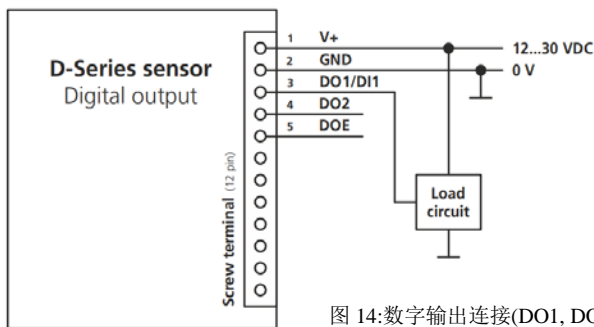 D-Series sensor
Digital output
Screw terminal (12 pin)
1 V+
2 GND
3 DO1/DI1
4 DO2
5 DOE
12...30 VDC
0 V
Load
circuit
图 14:数字输出连接(DO1,